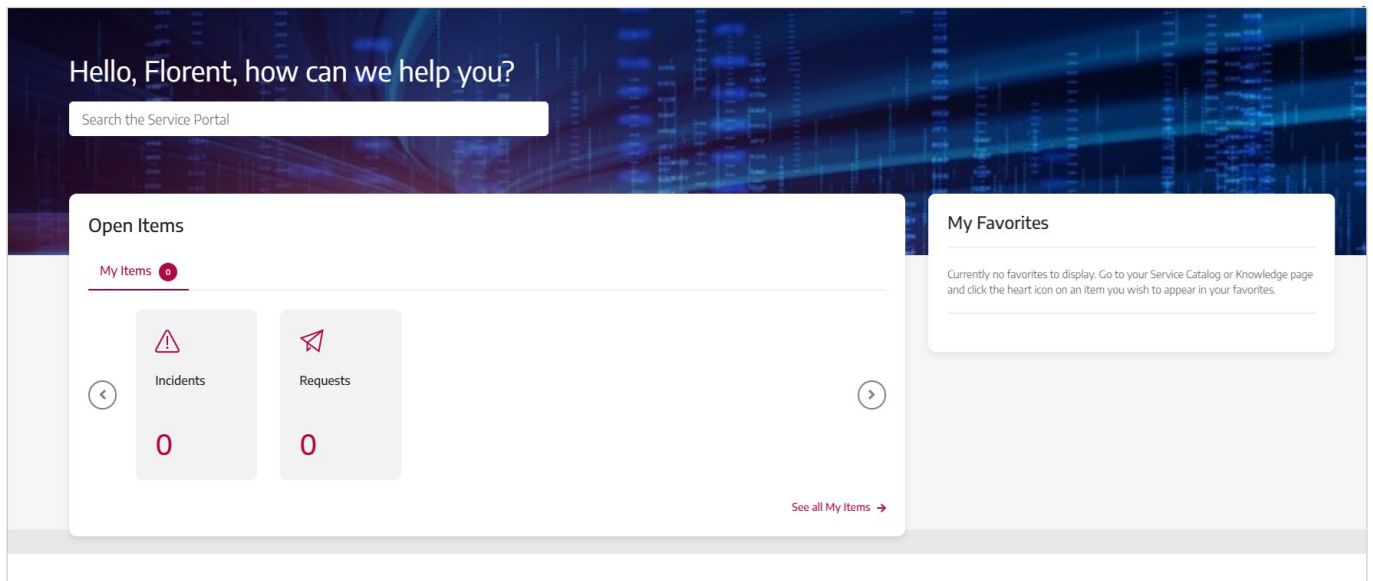 Hello, Florent, how can we help you?
Search the Service Portal
Open Items
My Items 0
Incidents
0
Requests
0
See all My Items
My Favorites
Currently no favorites to display. Go to your Service Catalog or Knowledge page
and click the heart icon on an item you wish to appear in your favorites.